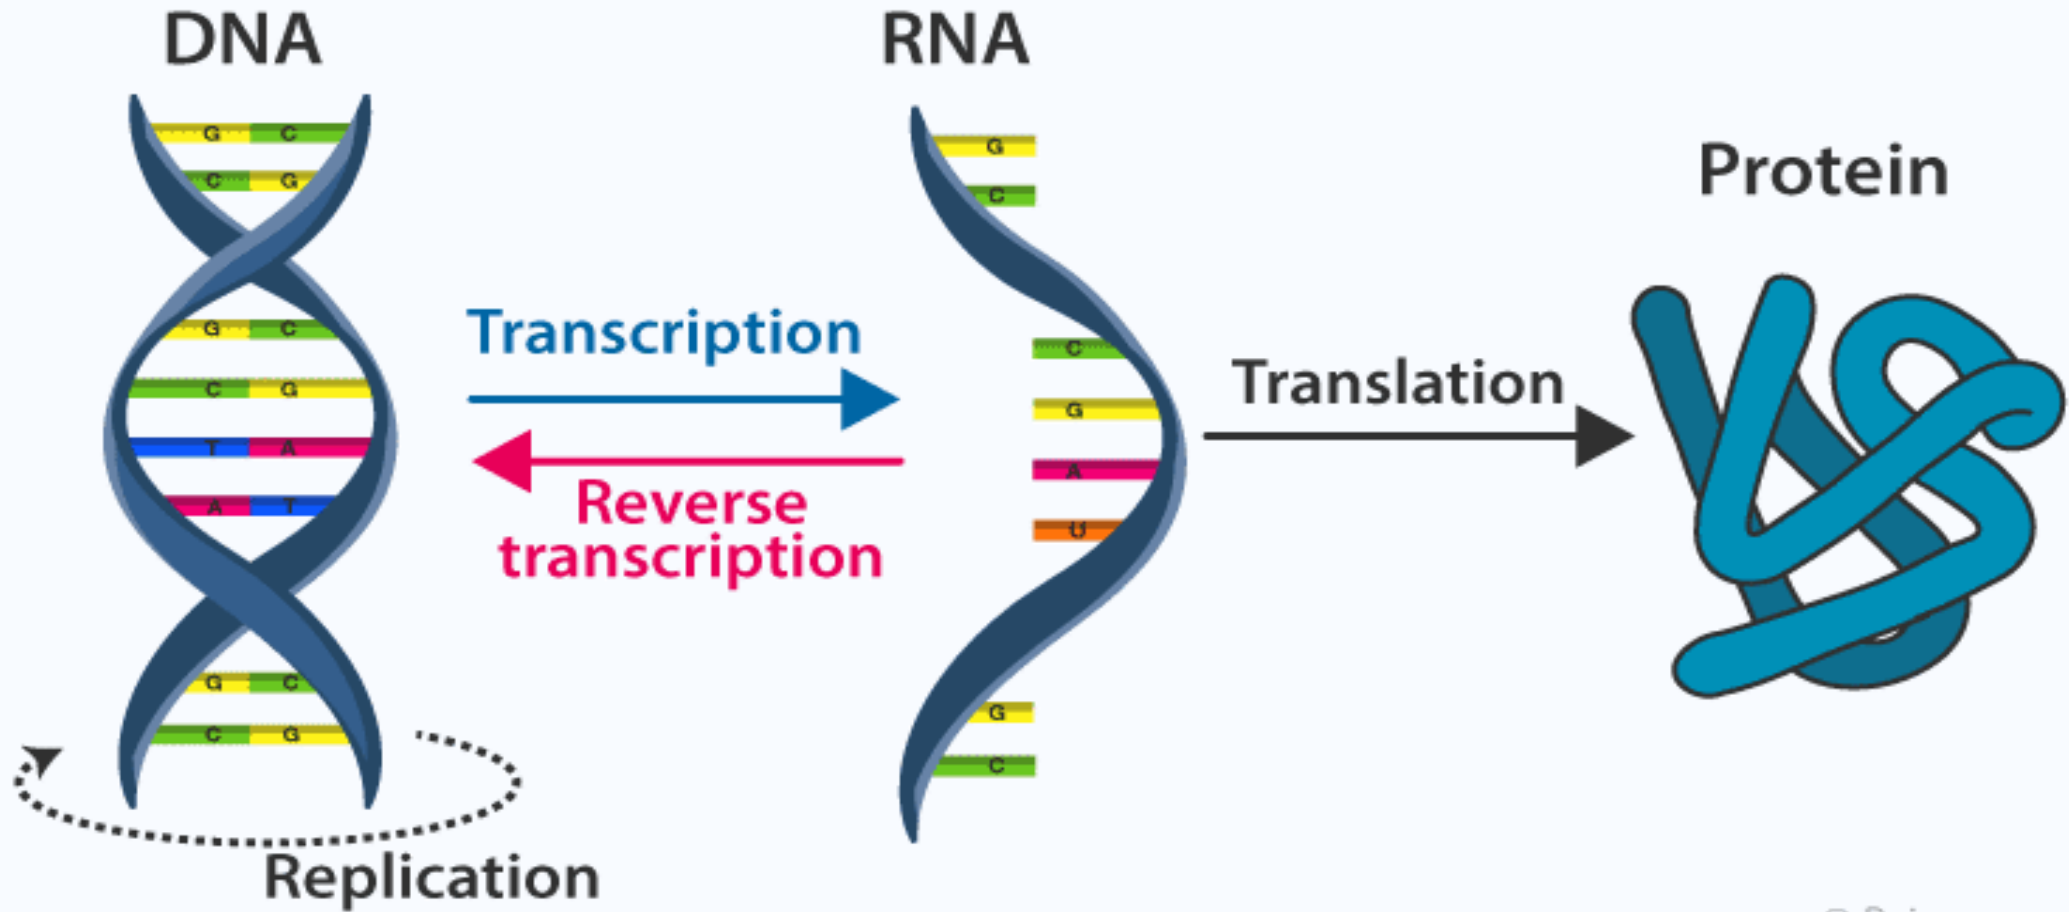 DNA
G C
C G
G C
C G
T A
A T
G C
C G
Replication
Transcription
Reverse
transcription
RNA
G
C
C
G
A
U
G
C
Translation
Protein